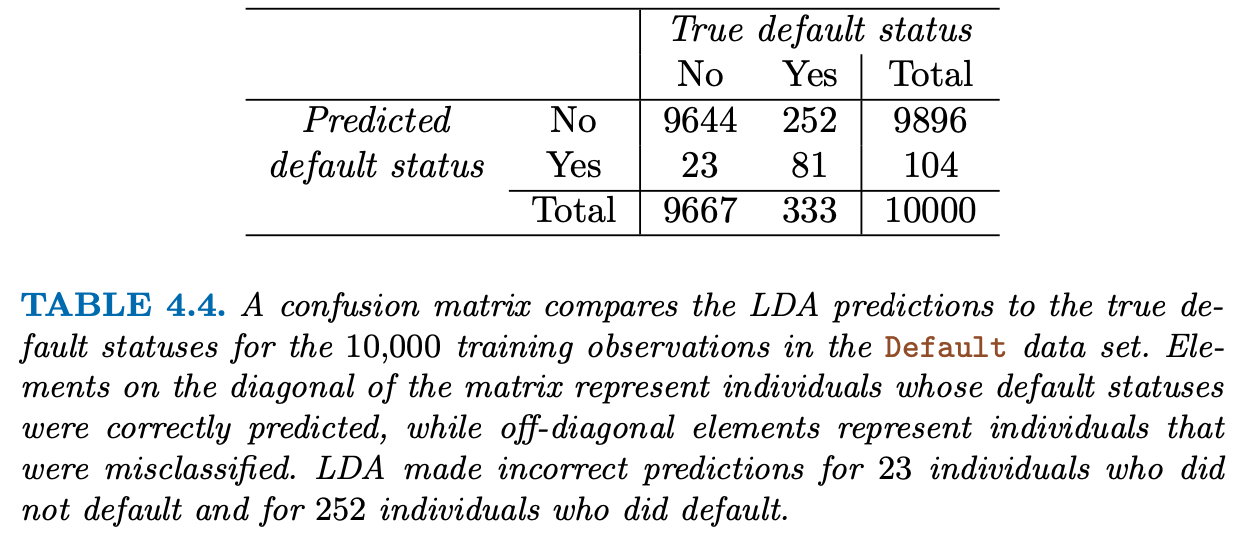 True default status
No Yes Total
Predicted No 9644 252 9896
default status Yes 23 81 104
Total 9667 333 10000
TABLE 4.4. A confusion matrix compares the LDA predictions to the true de-
fault statuses for the 10,000 training observations in the Default data set. Ele-
ments on the diagonal of the matrix represent individuals whose default statuses
were correctly predicted, while off-diagonal elements represent individuals that
were misclassified. LDA made incorrect predictions for 23 individuals who did
not default and for 252 individuals who did default.